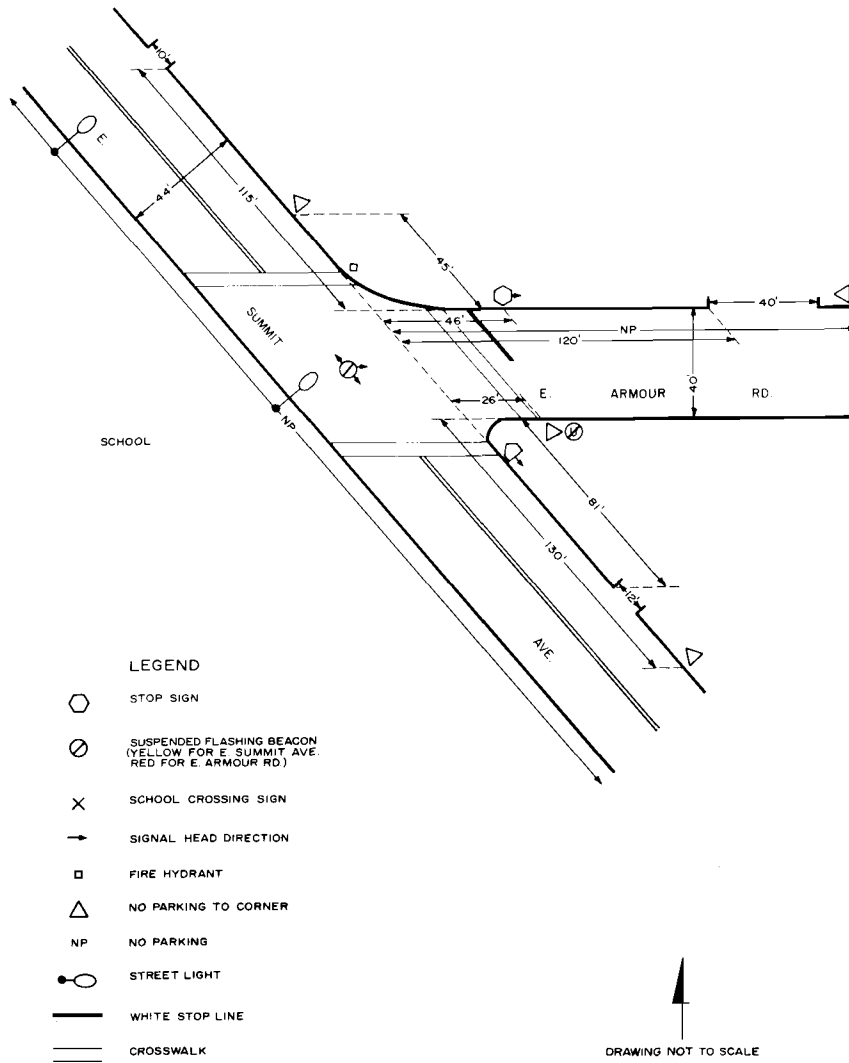 10'
E.
44'
115'
45'
46'
40'
NP
120'
SUMMIT
40'
26'
E. ARMOUR RD.
NP
SCHOOL
81'
130'
12'
AVE.
LEGEND
STOP SIGN
SUSPENDED FLASHING BEACON
(YELLOW FOR E. SUMMIT AVE.
RED FOR E. ARMOUR RD.)
SCHOOL CROSSING SIGN
SIGNAL HEAD DIRECTION
FIRE HYDRANT
NO PARKING TO CORNER
NP NO PARKING
STREET LIGHT
WHITE STOP LINE
CROSSWALK
DRAWING NOT TO SCALE